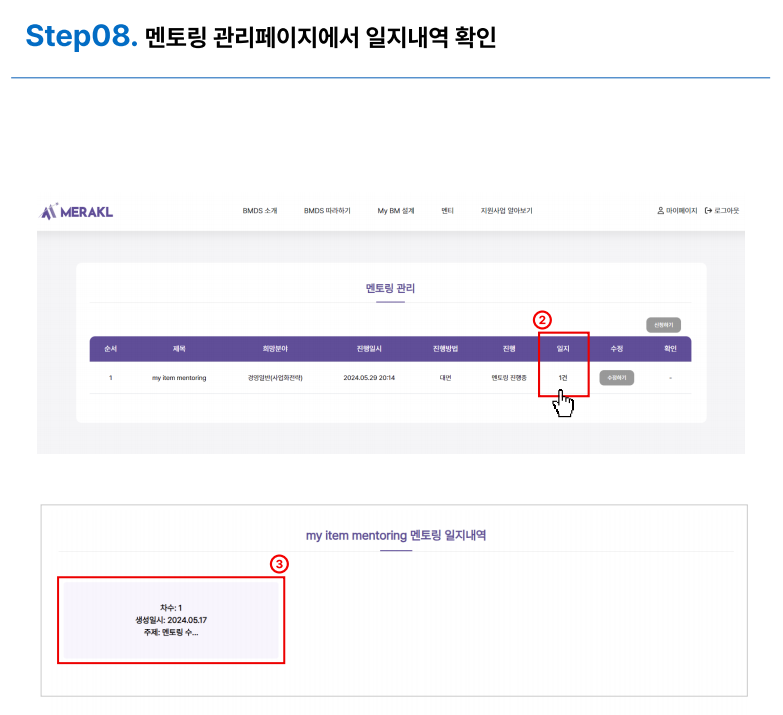 Step08. 멘토링 관리페이지에서 일지내역 확인
MERAKL
BMDS 소개 BMDS 따라하기 My BM 설계 멘티 지원사업 알아보기 마이페이지 로그아웃
멘토링 관리
②
신청하기
순서 제목 희망분야 진행일시 진행방법 진행 일지 수정 확인
1 my item mentoring 경영일반(사업화전략) 2024.05.29 20:14 대면 멘토링 진행중 1건 수정하기 -
my item mentoring 멘토링 일지내역
③
차수: 1
생성일시: 2024.05.17
주제: 멘토링 수...